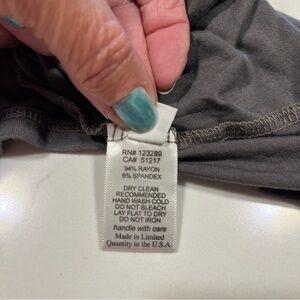 RN# 123289
CA# 51217
94% RAYON
6% SPANDEX
DRY CLEAN
RECOMMENDED
HAND WASH COLD
DO NOT BLEACH
LAY FLAT TO DRY
DO NOT IRON
handle with care
Made in Limited
Quantity in the U.S.A.